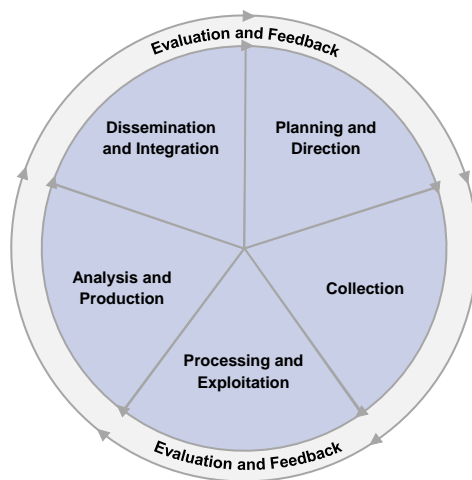 Evaluation and Feedback
Dissemination
and Integration
Planning and
Direction
Analysis and
Production
Collection
Processing and
Exploitation
Evaluation and Feedback